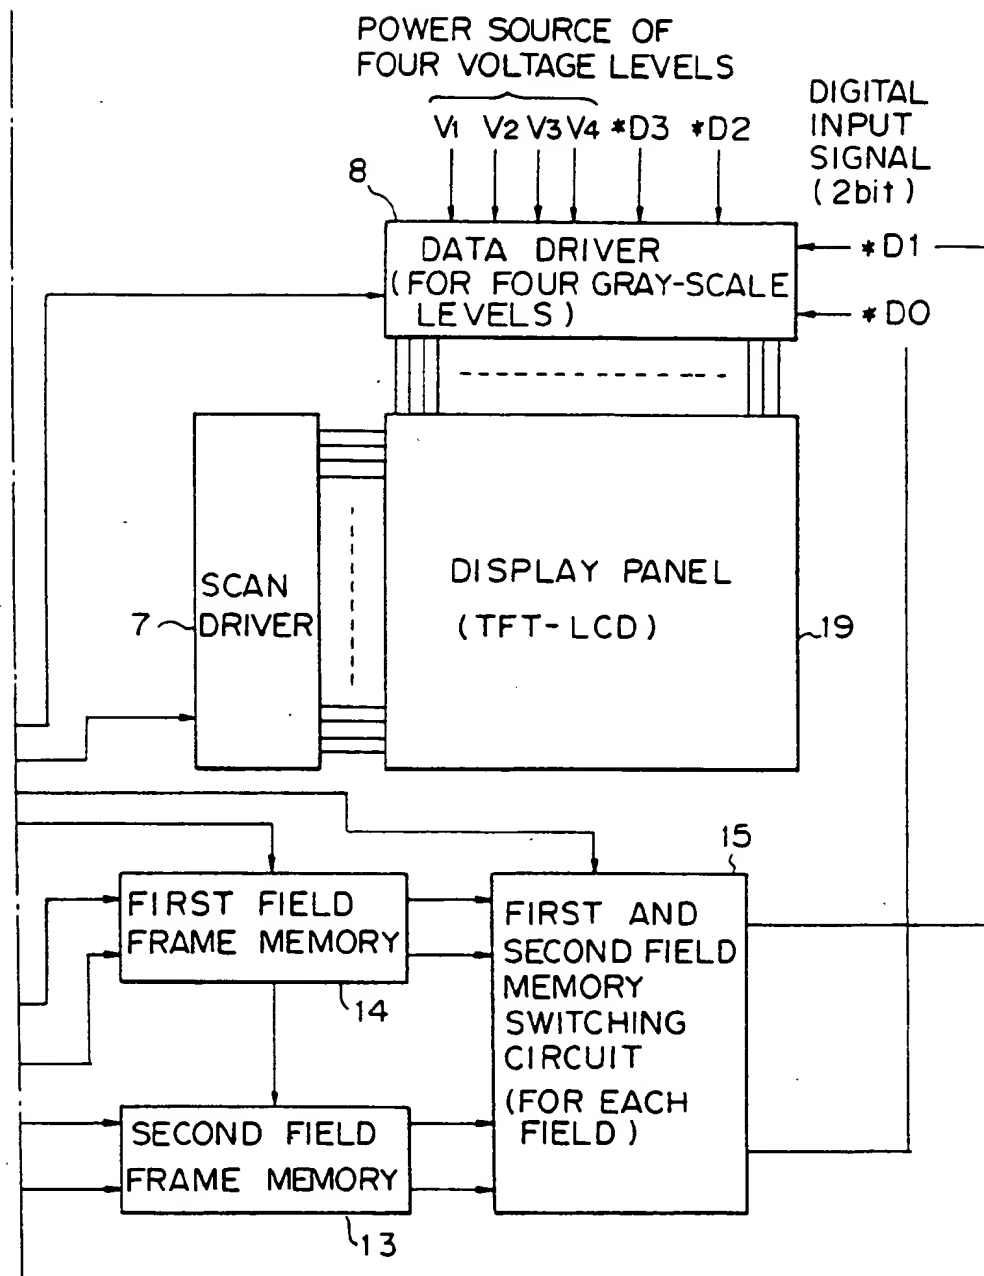 POWER SOURCE OF
FOUR VOLTAGE LEVELS
V1 V2 V3 V4 *D3 *D2
DIGITAL
INPUT
SIGNAL
(2bit)
8
DATA DRIVER
(FOR FOUR GRAY-SCALE
LEVELS)
*D1
*D0
SCAN
DRIVER
7
DISPLAY PANEL
(TFT-LCD)
19
15
FIRST FIELD
FRAME MEMORY
14
FIRST AND
SECOND FIELD
MEMORY
SWITCHING
CIRCUIT
(FOR EACH
FIELD)
SECOND FIELD
FRAME MEMORY
13